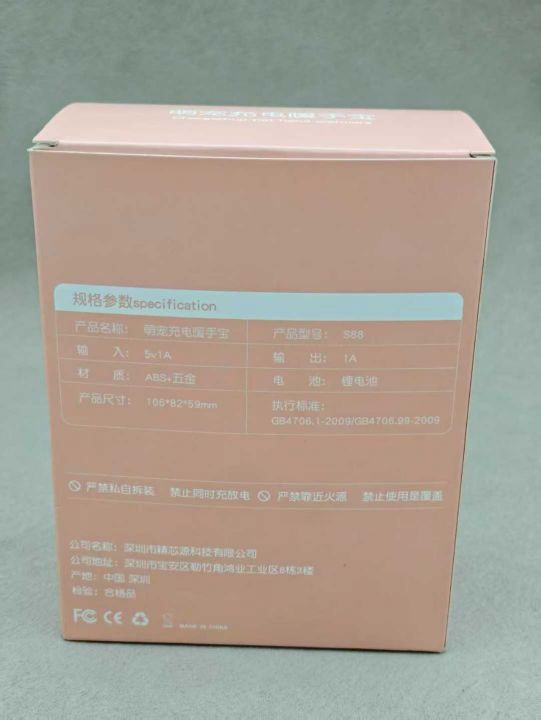 萌宠充电暖手宝
规格参数specification
产品名称: 萌宠充电暖手宝 产品型号: S88
输 入: 5v1A 输 出: 1A
材 质: ABS+五金 电 池: 锂电池
产品尺寸: 106*82*59mm 执行标准:
GB4706.1-2009/GB4706.99-2009
严禁私自拆装 禁止同时充放电 严禁靠近火源 禁止使用是覆盖
公司名称: 深圳市精芯源科技有限公司
公司地址: 深圳市宝安区勒竹角鸿业工业区8栋3楼
产地: 中国 深圳
检验: 合格品
FC CE
MADE IN CHINA